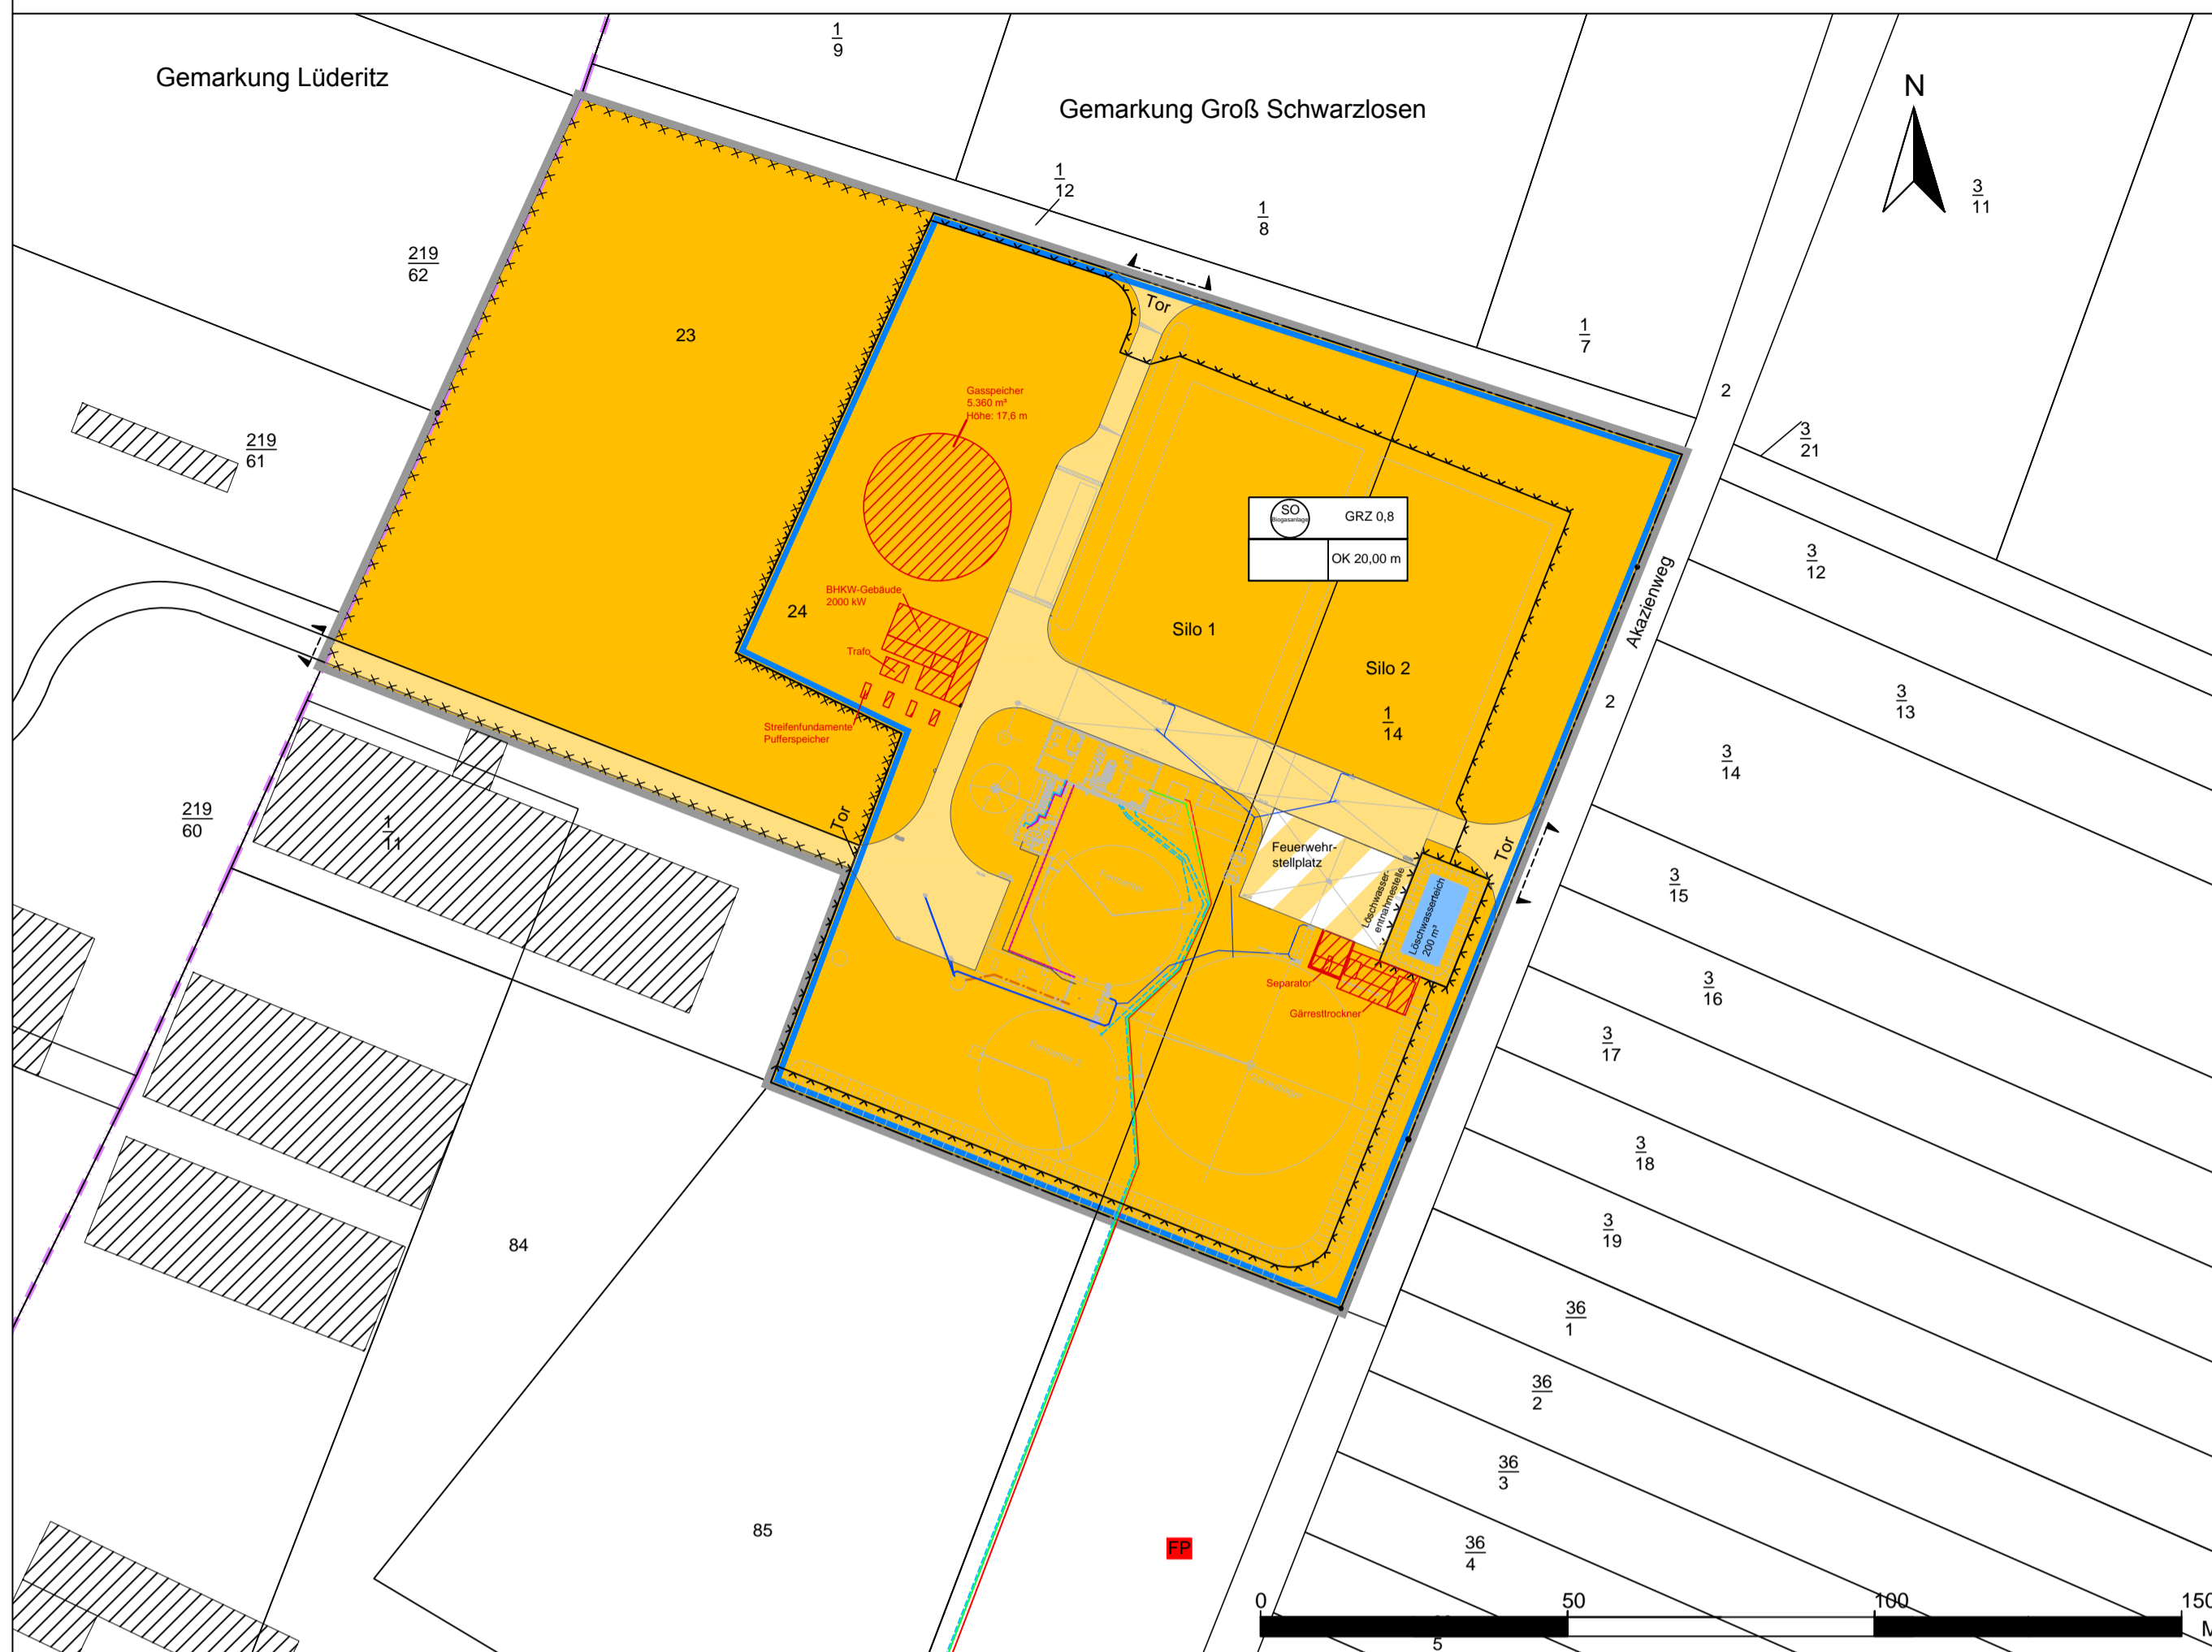 1
9
Gemarkung Lüderitz
Gemarkung Groß Schwarzlosen
N
1
12
1
8
3
11
219
62
Tor
23
1
7
2
Gasspeicher
5.360 m³
Höhe: 17,6 m
3
21
219
61
SO
Biogasanlage
GRZ 0,8
OK 20,00 m
3
12
BHKW-Gebäude
2000 kW
24
Akazienweg
Silo 1
Trafo
Silo 2
2
3
13
1
14
Streifenfundamente
Pufferspeicher
3
14
219
60
1
11
Tor
Feuerwehr-
stellplatz
Tor
Löschwasser-
entnahmestelle
Löschwasserteich
200 m³
3
15
Separator
Gärresttrockner
3
16
3
17
3
18
84
3
19
36
1
36
2
36
3
85
FP
36
4
0
50
100
150
5